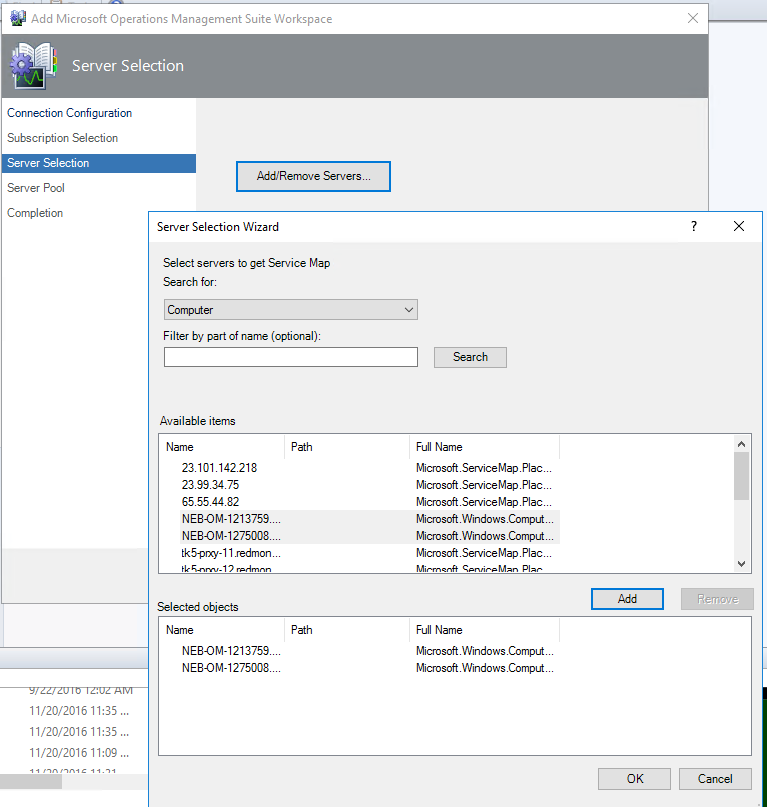 Add Microsoft Operations Management Suite Workspace
Server Selection
Connection Configuration
Subscription Selection
Server Selection
Server Pool
Completion
Add/Remove Servers...
Server Selection Wizard
?
Select servers to get Service Map
Search for:
Computer
Filter by part of name (optional):
Search
Available items
Name Path Full Name
23.101.142.218 Microsoft.ServiceMap.Plac...
23.99.34.75 Microsoft.ServiceMap.Plac...
65.55.44.82 Microsoft.ServiceMap.Plac...
NEB-OM-1213759.... Microsoft.Windows.Comput...
NEB-OM-1275008.... Microsoft.Windows.Comput...
tk5-prxy-11.redmon... Microsoft.ServiceMap.Plac...
tk5-prxy-12.redmon... Microsoft.ServiceMap.Plac...
Add Remove
Selected objects
Name Path Full Name
NEB-OM-1213759.... Microsoft.Windows.Comput...
NEB-OM-1275008.... Microsoft.Windows.Comput...
OK Cancel
9/22/2016 12:02 AM
11/20/2016 11:35 ...
11/20/2016 11:35 ...
11/20/2016 11:09 ...
11/20/2016 11:31